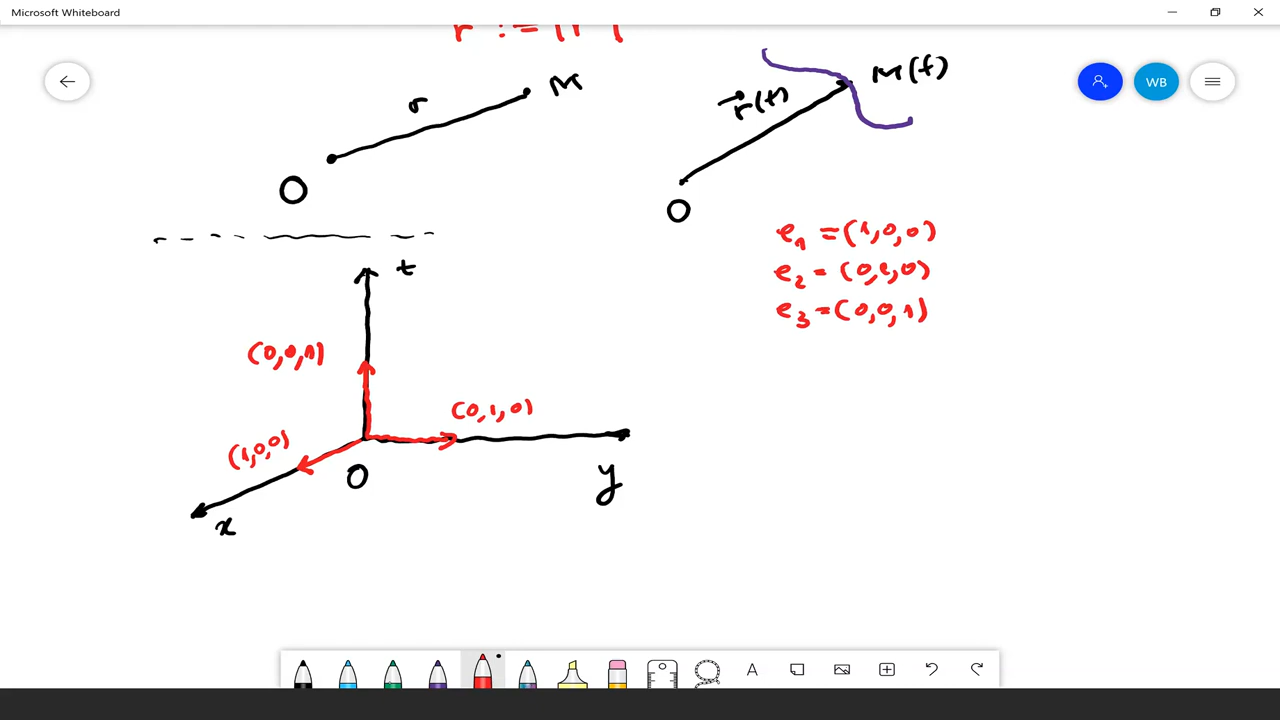 Microsoft Whiteboard
WB
r
M
O
r(t)
M(t)
O
e₁ =(1,0,0)
e₂ = (0,1,0)
e₃ =(0,0,1)
t
(0,0,1)
(0,1,0)
(1,0,0)
O
y
x
A